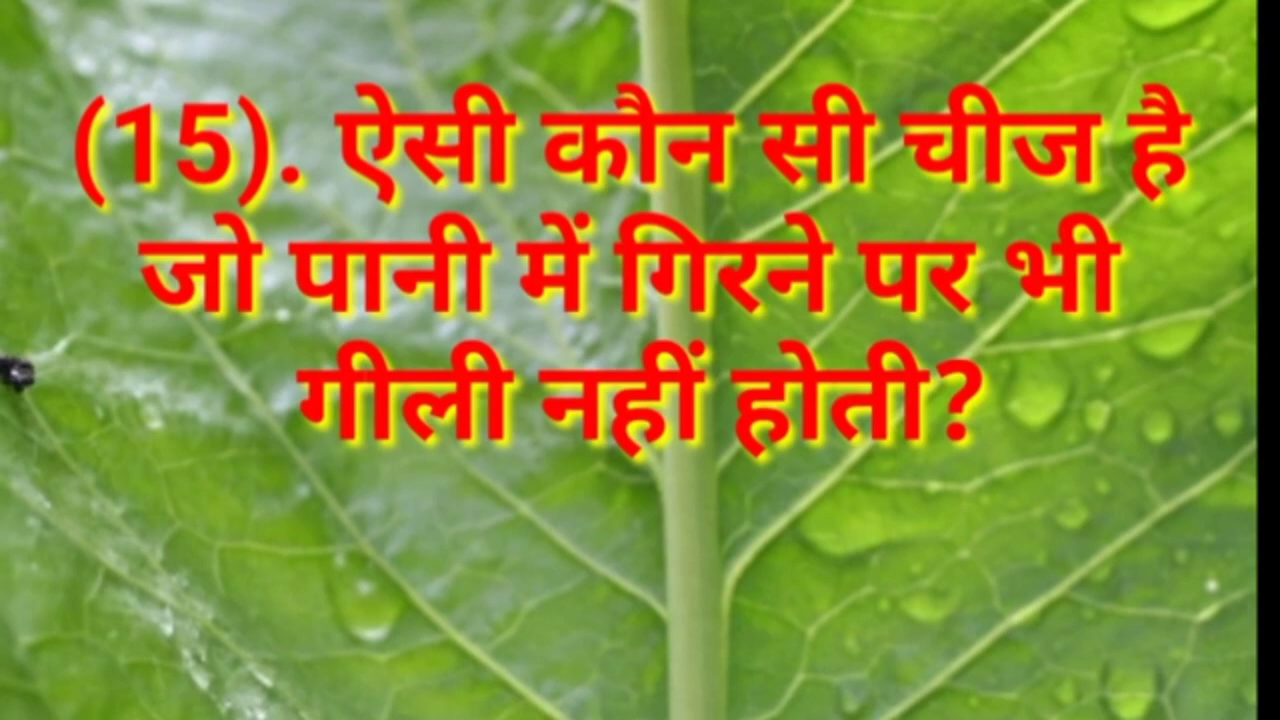 (15). ऐसी कौन सी चीज है
जो पानी में गिरने पर भी
गीली नहीं होती?